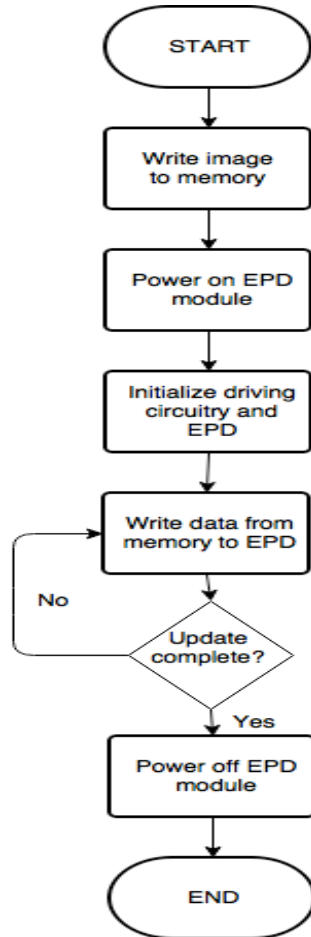 START
Write image
to memory
Power on EPD
module
Initialize driving
circuitry and
EPD
Write data from
memory to EPD
No
Update
complete?
Yes
Power off EPD
module
END